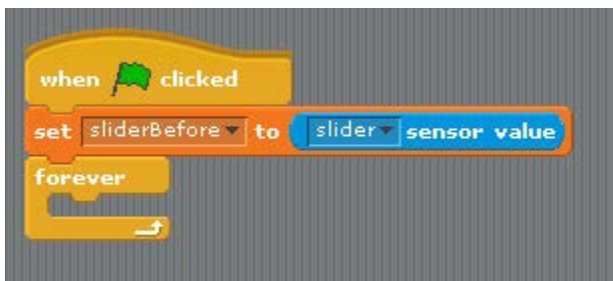 when clicked
set sliderBefore to slider sensor value
forever